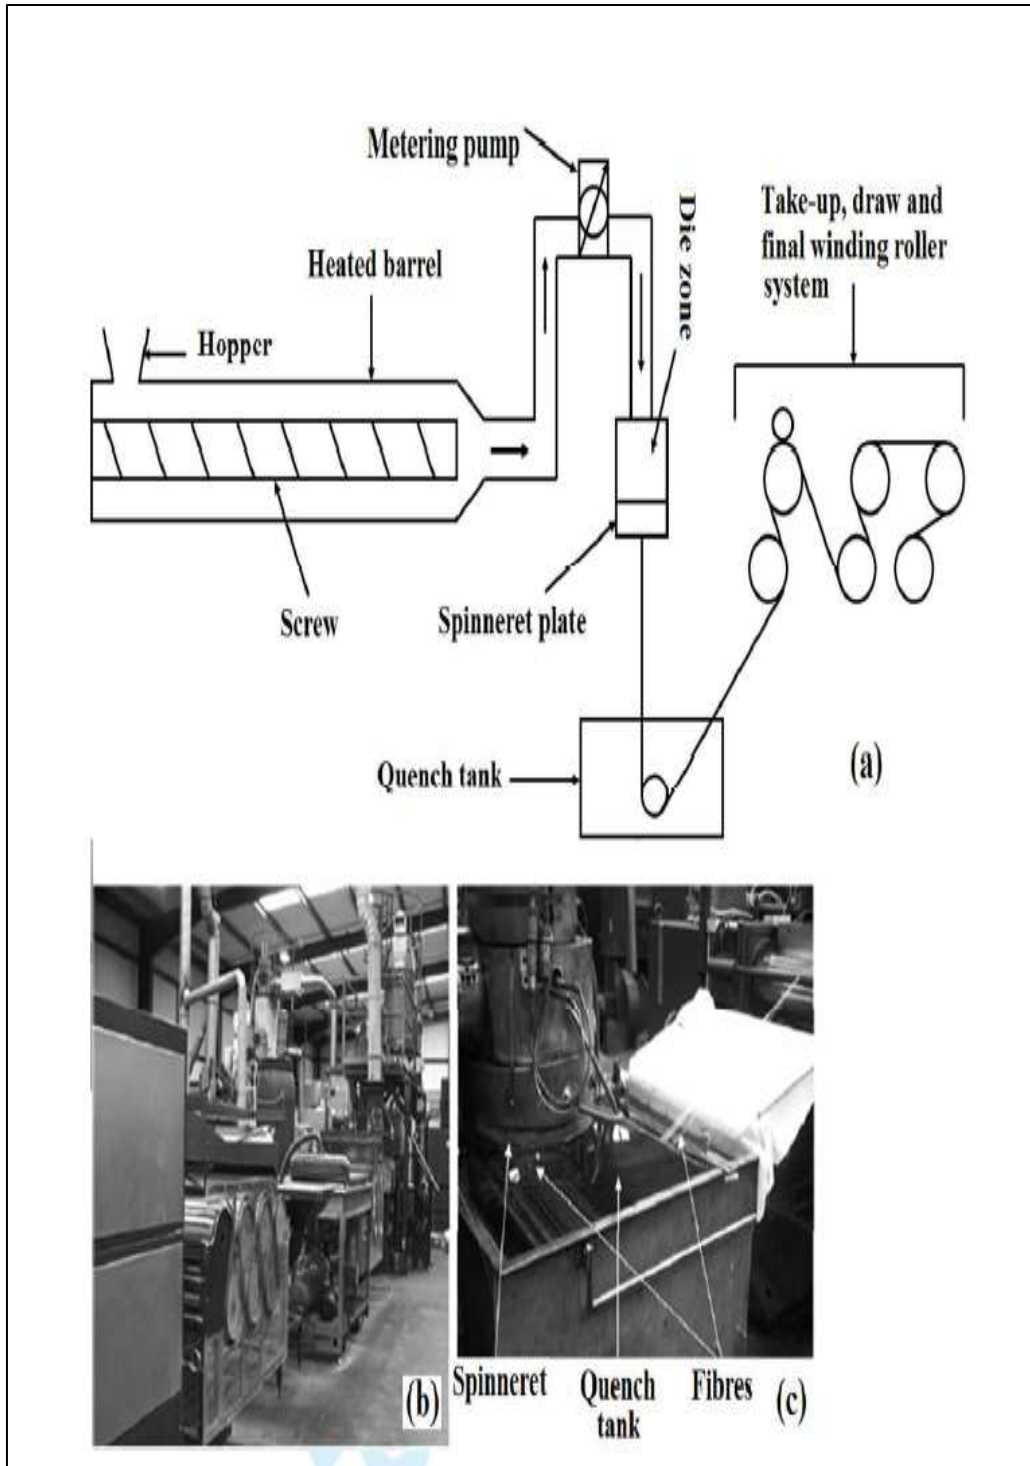 Metering pump
Die zone
Take-up, draw and
final winding roller
system
Heated barrel
Hopper
Screw
Spinneret plate
Quench tank
(a)
(b)
Spinneret
Quench
tank
Fibres
(c)